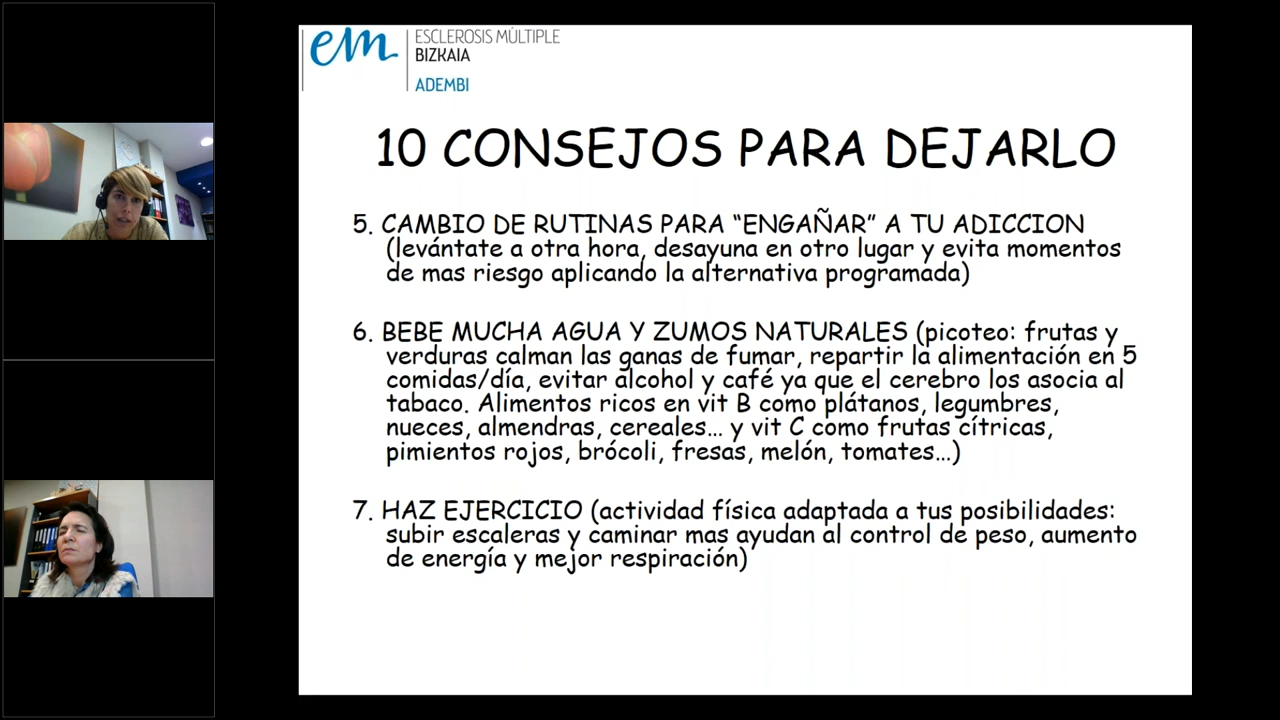 em
ESCLEROSIS MÚLTIPLE
BIZKAIA
ADEMBI
10 CONSEJOS PARA DEJARLO
5. CAMBIO DE RUTINAS PARA “ENGAÑAR” A TU ADICCION
(levántate a otra hora, desayuna en otro lugar y evita momentos
de mas riesgo aplicando la alternativa programada)
6. BEBE MUCHA AGUA Y ZUMOS NATURALES (picoteo: frutas y
verduras calman las ganas de fumar, repartir la alimentación en 5
comidas/día, evitar alcohol y café ya que el cerebro los asocia al
tabaco. Alimentos ricos en vit B como plátanos, legumbres,
nueces, almendras, cereales… y vit C como frutas cítricas,
pimientos rojos, brócoli, fresas, melón, tomates…)
7. HAZ EJERCICIO (actividad física adaptada a tus posibilidades:
subir escaleras y caminar mas ayudan al control de peso, aumento
de energía y mejor respiración)